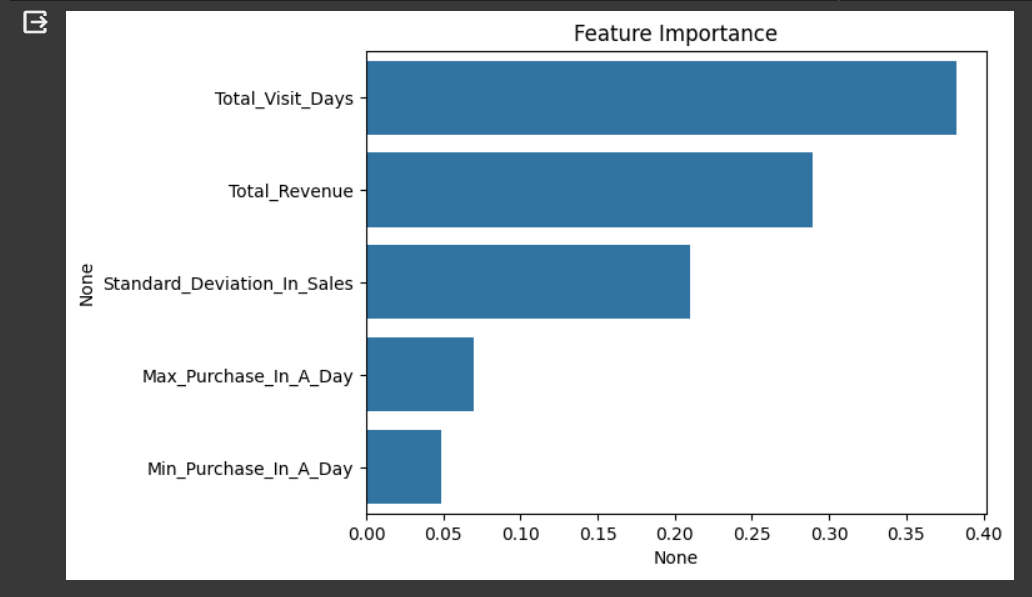 Feature Importance
Total_Visit_Days
Total_Revenue
Standard_Deviation_In_Sales
Max_Purchase_In_A_Day
Min_Purchase_In_A_Day
None
0.00 0.05 0.10 0.15 0.20 0.25 0.30 0.35 0.40
None